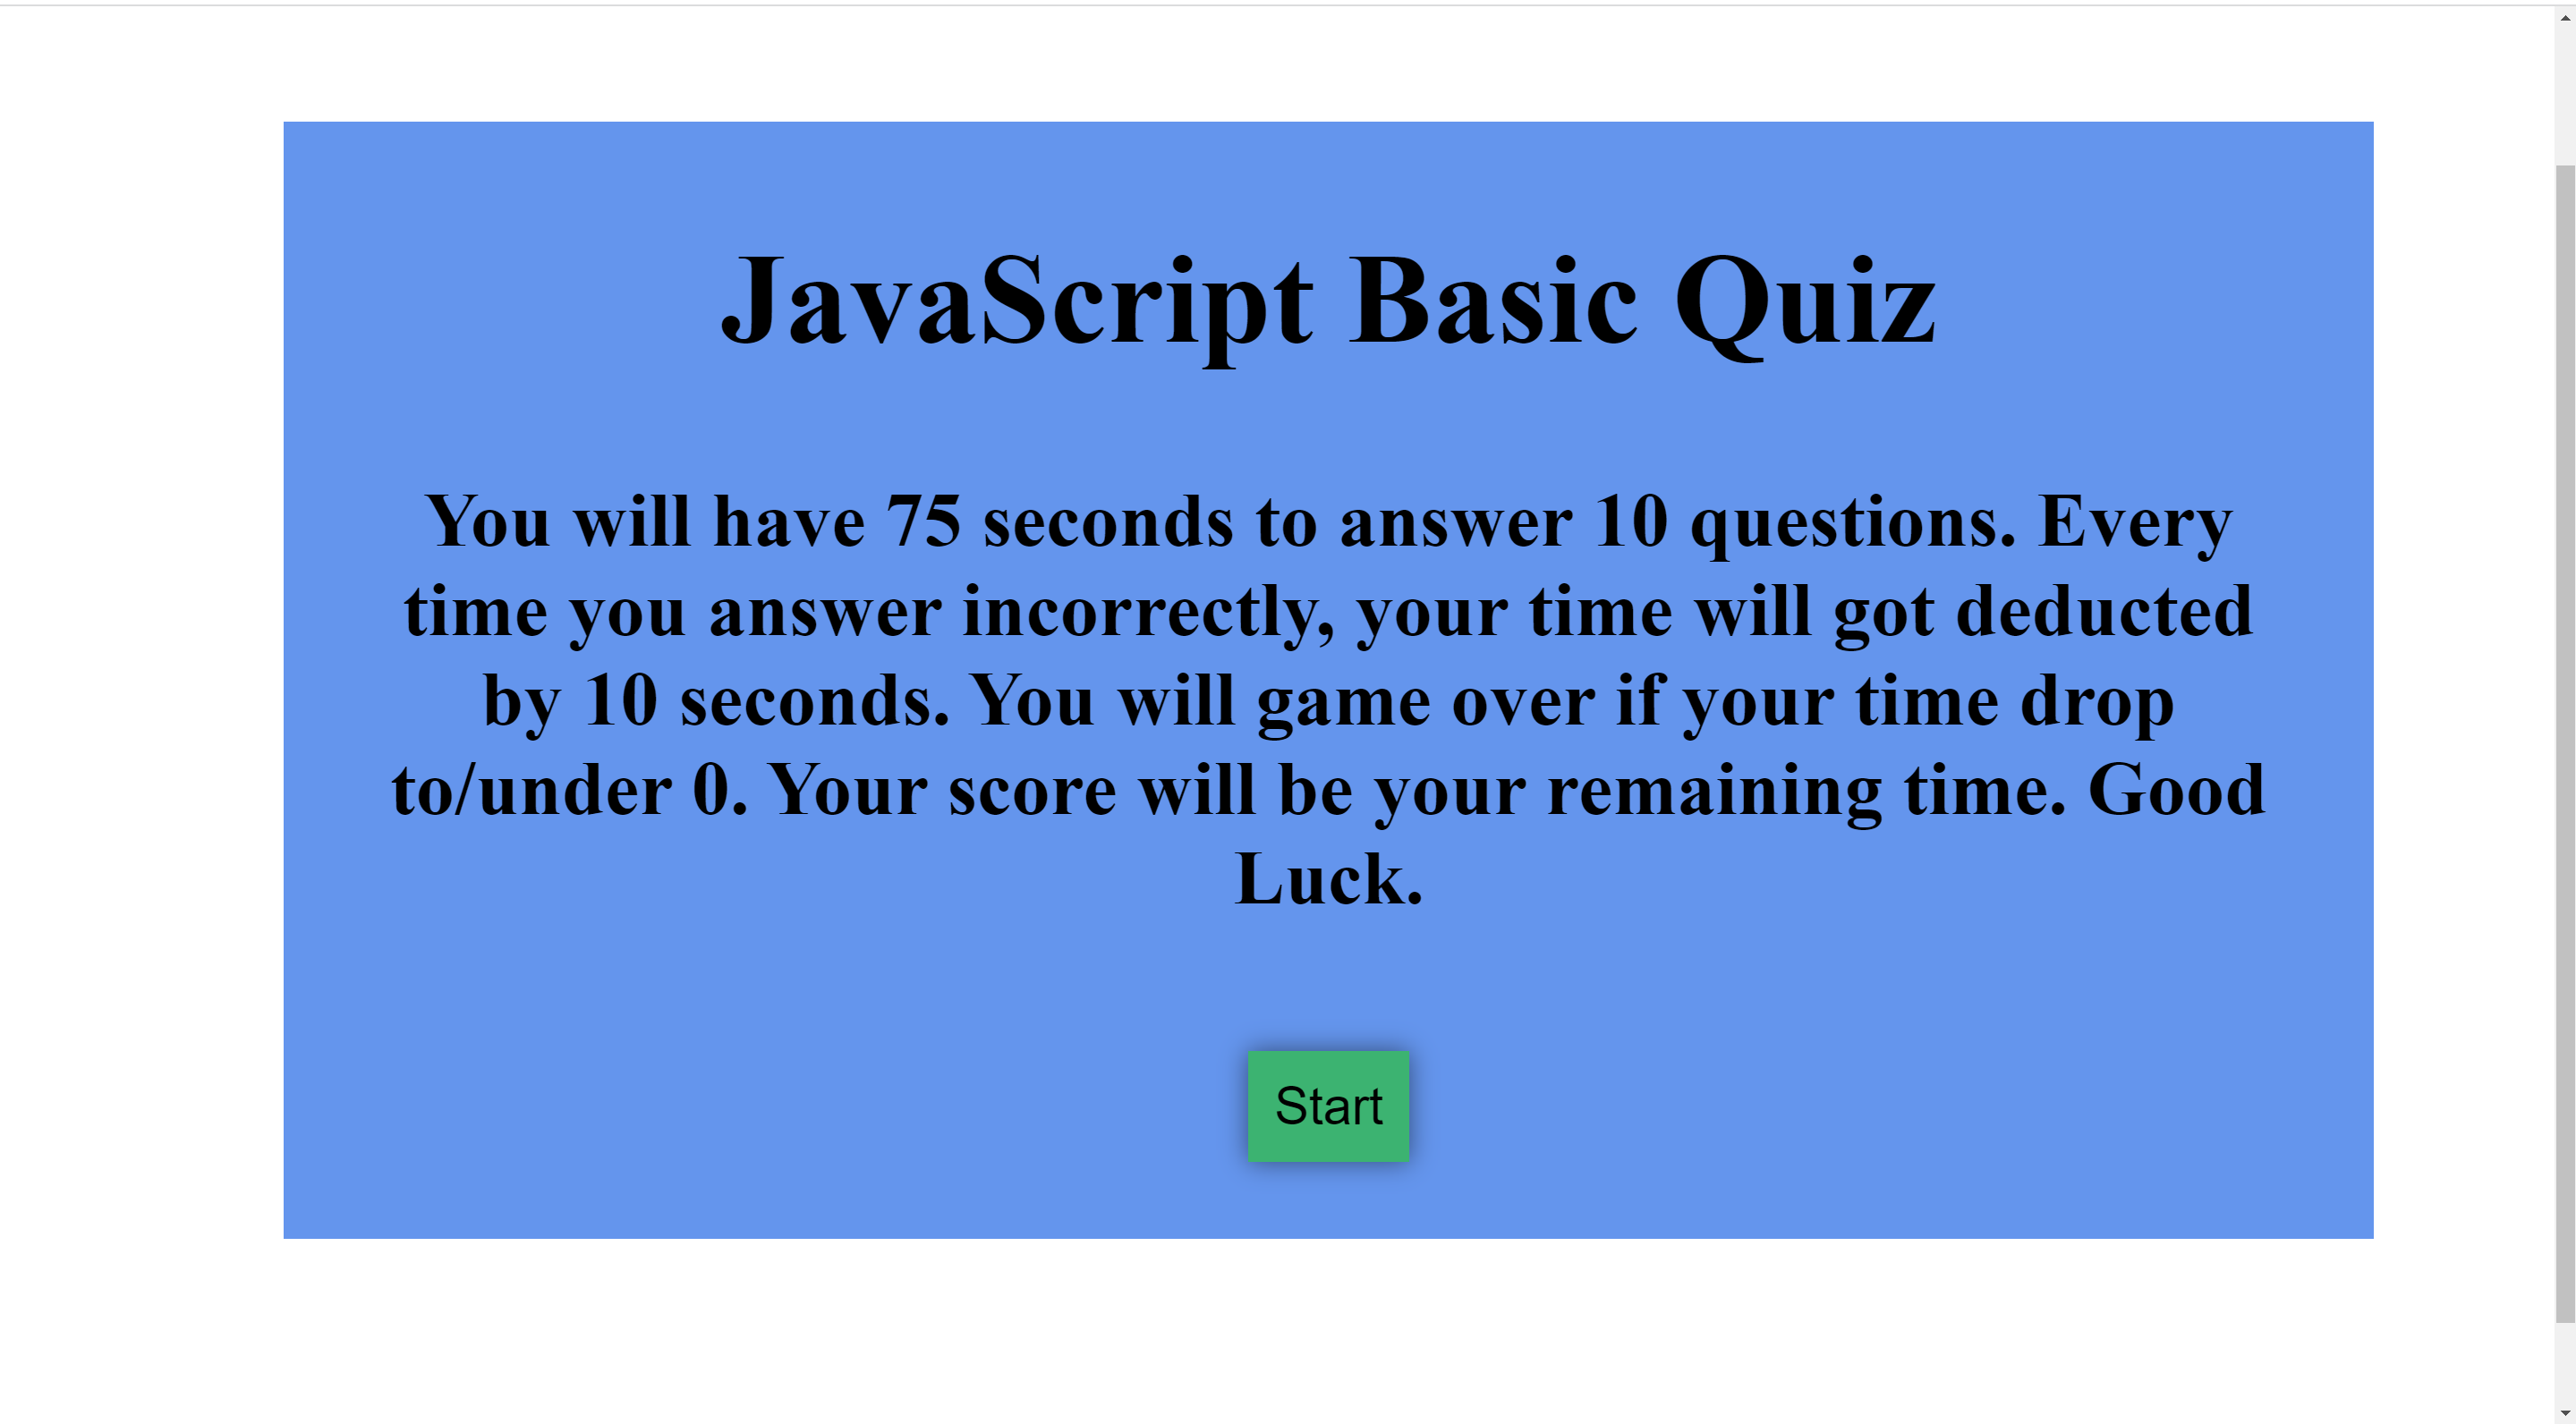 JavaScript Basic Quiz
You will have 75 seconds to answer 10 questions. Every
time you answer incorrectly, your time will got deducted
by 10 seconds. You will game over if your time drop
to/under 0. Your score will be your remaining time. Good
Luck.
Start